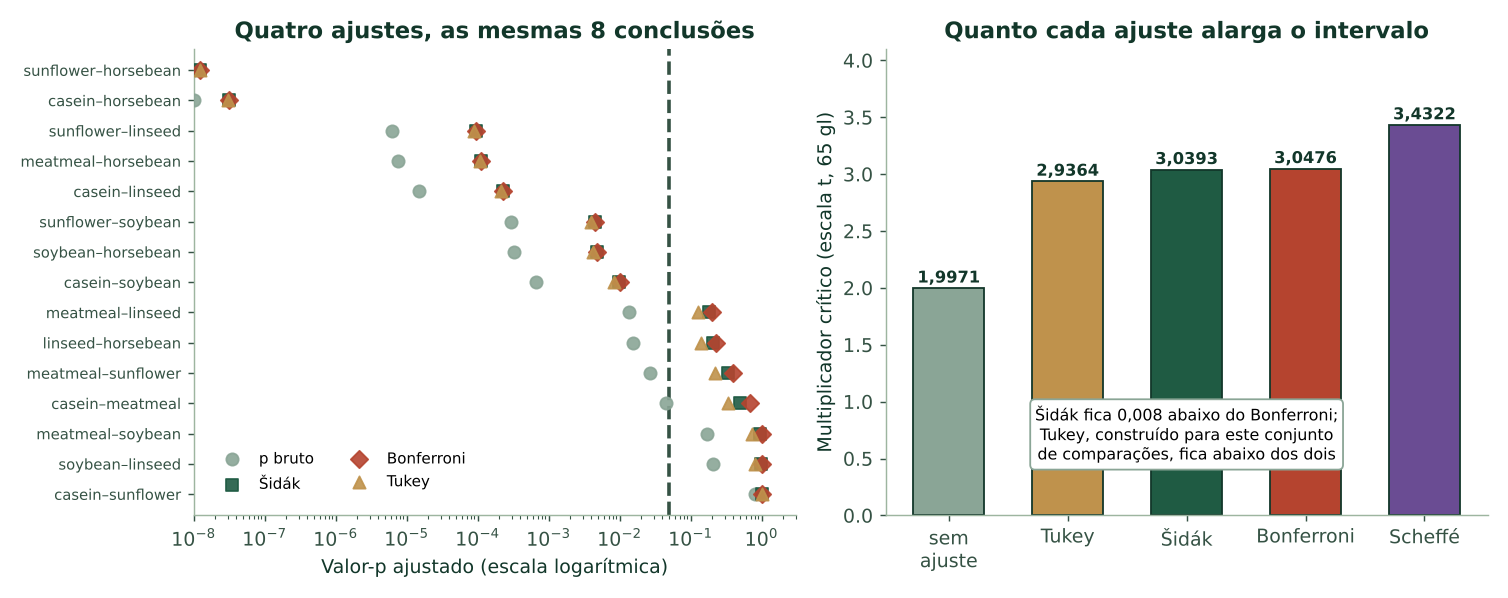 Quatro ajustes, as mesmas 8 conclusões
sunflower–horsebean
casein–horsebean
sunflower–linseed
meatmeal–horsebean
casein–linseed
sunflower–soybean
soybean–horsebean
casein–soybean
meatmeal–linseed
linseed–horsebean
meatmeal–sunflower
casein–meatmeal
meatmeal–soybean
soybean–linseed
casein–sunflower
p bruto
Šidák
Bonferroni
Tukey
10⁻⁸ 10⁻⁷ 10⁻⁶ 10⁻⁵ 10⁻⁴ 10⁻³ 10⁻² 10⁻¹ 10⁰
Valor-p ajustado (escala logarítmica)
Quanto cada ajuste alarga o intervalo
Multiplicador crítico (escala t, 65 gl)
4.0
3.5
3.0
2.5
2.0
1.5
1.0
0.5
0.0
1,9971
2,9364
3,0393
3,0476
3,4322
Šidák fica 0,008 abaixo do Bonferroni;
Tukey, construído para este conjunto
de comparações, fica abaixo dos dois
sem
ajuste
Tukey
Šidák
Bonferroni
Scheffé